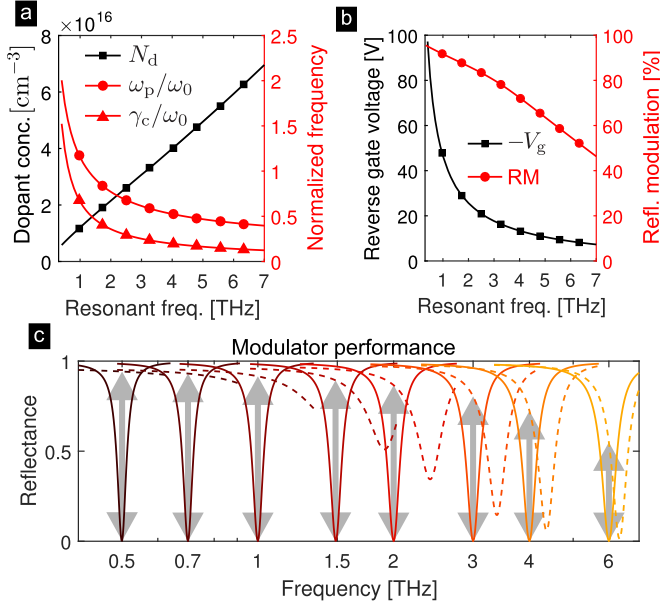 a
× 10^16
Dopant conc. [cm^−3]
8
6
4
2
0
N_d
ω_p/ω_0
γ_c/ω_0
2.5
2
1.5
1
0.5
0
Normalized frequency
1 2 3 4 5 6 7
Resonant freq. [THz]
b
Reverse gate voltage [V]
100
80
60
40
20
0
−V_g
RM
100
80
60
40
20
0
Refl. modulation [%]
1 2 3 4 5 6 7
Resonant freq. [THz]
c
Modulator performance
Reflectance
1
0.5
0
0.5 0.7 1 1.5 2 3 4 6
Frequency [THz]